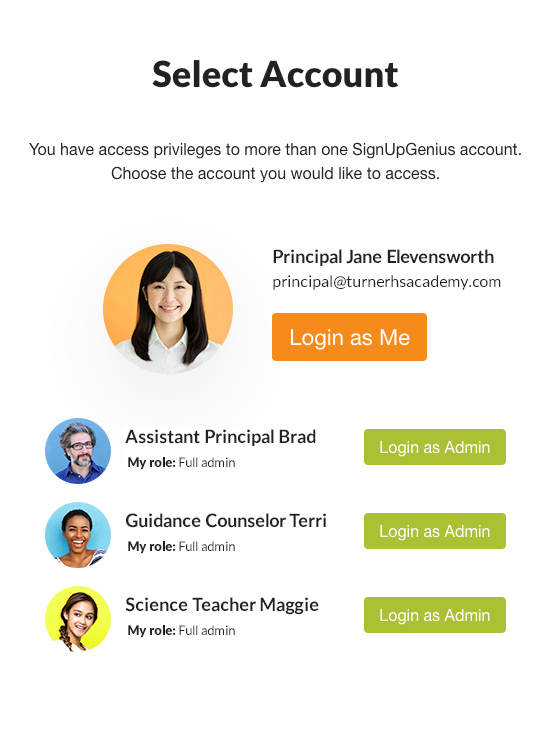 Select Account
You have access privileges to more than one SignUpGenius account.
Choose the account you would like to access.
Principal Jane Elevensworth
principal@turnerhsacademy.com
Login as Me
Assistant Principal Brad
My role: Full admin
Login as Admin
Guidance Counselor Terri
My role: Full admin
Login as Admin
Science Teacher Maggie
My role: Full admin
Login as Admin